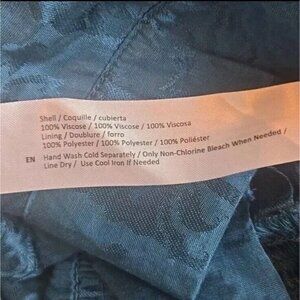 Shell / Coquille / cubierta
100% Viscose / 100% Viscose / 100% Viscosa
Lining / Doublure / forro
100% Polyester / 100% Polyester / 100% Poliéster
EN Hand Wash Cold Separately / Only Non-Chlorine Bleach When Needed /
Line Dry / Use Cool Iron If Needed